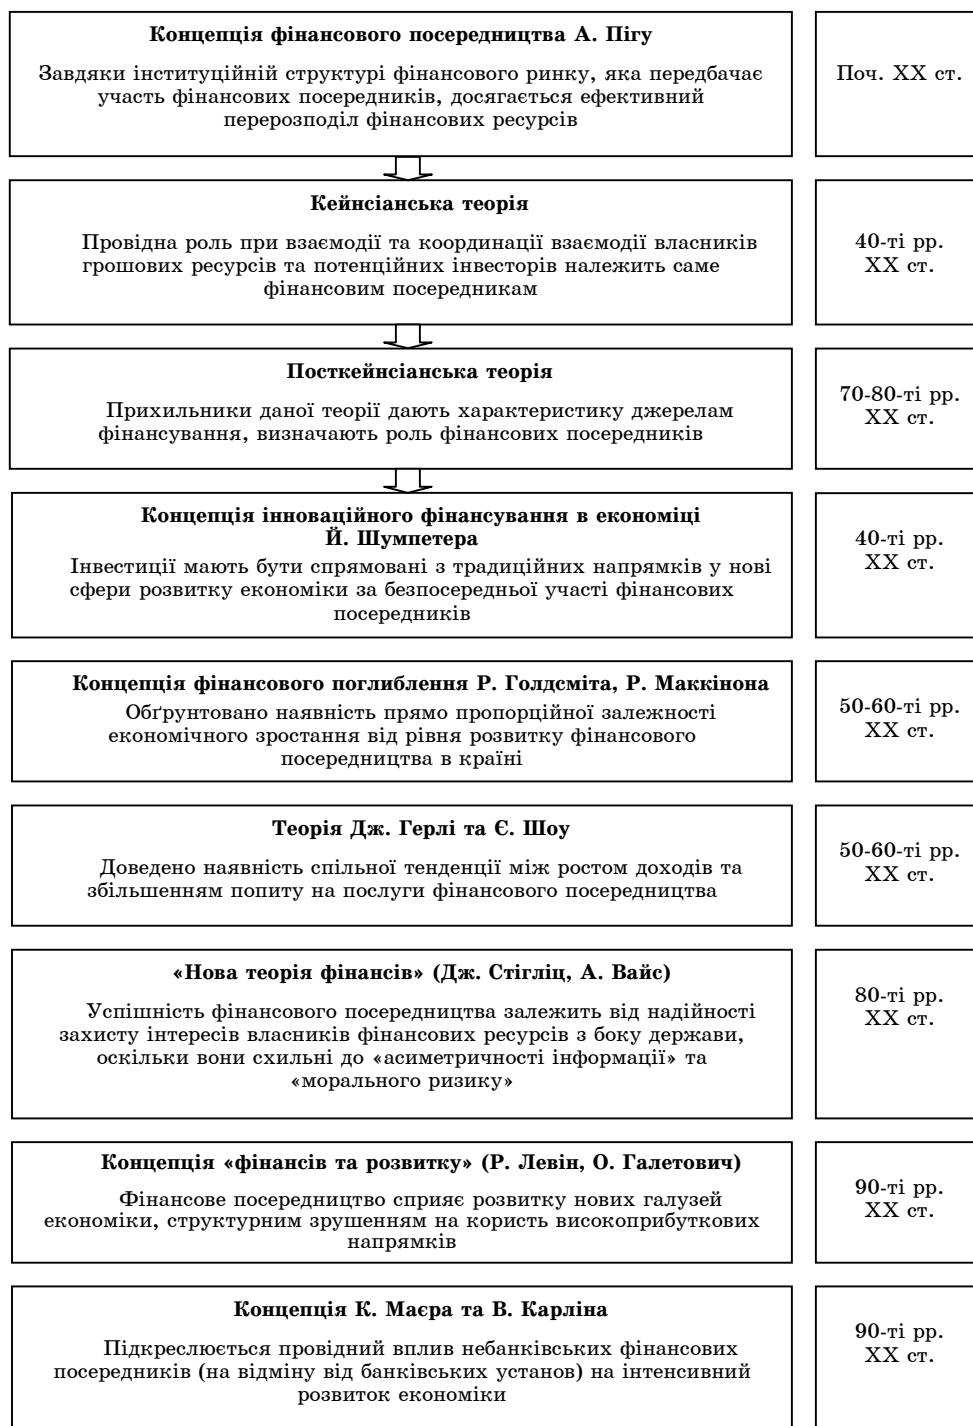 Концепція фінансового посередництва А. Пігу
Завдяки інституційній структурі фінансового ринку, яка передбачає
участь фінансових посередників, досягається ефективний
перерозподіл фінансових ресурсів
Поч. XX ст.
Кейнсіанська теорія
Провідна роль при взаємодії та координації взаємодії власників
грошових ресурсів та потенційних інвесторів належить саме
фінансовим посередникам
40-ті рр.
XX ст.
Посткейнсіанська теорія
Прихильники даної теорії дають характеристику джерелам
фінансування, визначають роль фінансових посередників
70-80-ті рр.
XX ст.
Концепція інноваційного фінансування в економіці
Й. Шумпетера
Інвестиції мають бути спрямовані з традиційних напрямків у нові
сфери розвитку економіки за безпосередньої участі фінансових
посередників
40-ті рр.
XX ст.
Концепція фінансового поглиблення Р. Голдсміта, Р. Маккінона
Обґрунтовано наявність прямо пропорційної залежності
економічного зростання від рівня розвитку фінансового
посередництва в країні
50-60-ті рр.
XX ст.
Теорія Дж. Герлі та Є. Шоу
Доведено наявність спільної тенденції між ростом доходів та
збільшенням попиту на послуги фінансового посередництва
50-60-ті рр.
XX ст.
«Нова теорія фінансів» (Дж. Стігліц, А. Вайс)
Успішність фінансового посередництва залежить від надійності
захисту інтересів власників фінансових ресурсів з боку держави,
оскільки вони схильні до «асиметричності інформації» та
«морального ризику»
80-ті рр.
XX ст.
Концепція «фінансів та розвитку» (Р. Левін, О. Галетович)
Фінансове посередництво сприяє розвитку нових галузей
економіки, структурним зрушенням на користь високоприбуткових
напрямків
90-ті рр.
XX ст.
Концепція К. Маєра та В. Карліна
Підкреслюється провідний вплив небанківських фінансових
посередників (на відміну від банківських установ) на інтенсивний
розвиток економіки
90-ті рр.
XX ст.